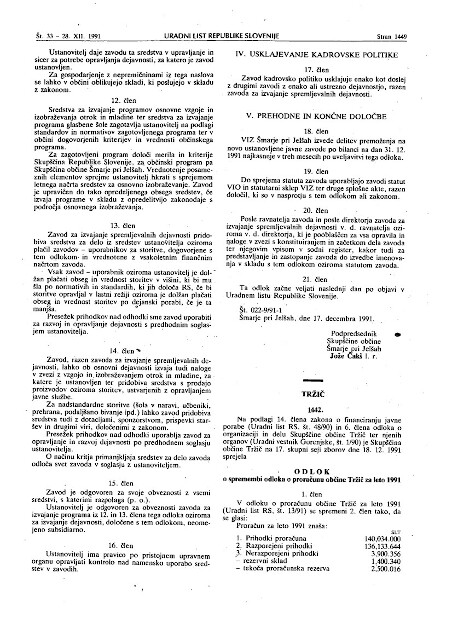 Št. 33 – 28. XII. 1991
URADNI LIST REPUBLIKE SLOVENIJE
Stran 1449
Ustanovitelj daje zavodu ta sredstva v upravljanje in
sicer za potrebe opravljanja dejavnosti, za katero je zavod
ustanovljen.
Za gospodarjenje z nepremičninami iz tega naslova
se lahko v občini oblikujejo skladi, ki poslujejo v skladu
z zakonom.
12. člen
Sredstva za izvajanje programov osnovne vzgoje in
izobraževanja otrok in mladine ter sredstva za izvajanje
programa glasbene šole zagotavlja ustanovitelj na podlagi
standardov in normativov zagotovljenega programa ter v
občini dogovorjenih kriterijev in vrednosti občinskega
programa.
Za zagotovljeni program določi merila in kriterije
Skupščina Republike Slovenije, za občinski program pa
Skupščina občine Šmarje pri Jelšah. Vrednotenje posamez-
nih elementov sprejme ustanovitelj hkrati s sprejemom
letnega načrta sredstev za osnovno izobraževanje. Zavod
je upravičen do tako opredeljenega obsega sredstev, če
izvaja programe v skladu z opredelitvijo zakonodaje s
področja osnovnega izobraževanja.
13. člen
Zavod za izvajanje spremljevalnih dejavnosti prido-
biva sredstva za delo iz sredstev ustanovitelja oziroma
plačil zavodov – uporabnikov za storitve, dogovorjene s
tem odlokom in vrednotene z vsakoletnim finančnim
načrtom zavoda.
Vsak zavod – uporabnik oziroma ustanovitelj je dol-
žan plačati obseg in vrednost storitev v višini, ki bi mu
šla po normativih in standardih, ki jih določa RS, če bi
storitve opravljal v lastni režiji oziroma je dolžan plačati
obseg in vrednost storitev po dejanski porabi, če je ta
manjša.
Presežek prihodkov nad odhodki sme zavod uporabiti
za razvoj in opravljanje dejavnosti s predhodnim soglas-
jem ustanovitelja.
14. člen
Zavod, razen zavoda za izvajanje spremljevalnih de-
javnosti, lahko ob osnovni dejavnosti izvaja tudi naloge
v zvezi z vzgojo in izobraževanjem otrok in mladine, za
katere je ustanovljen ter pridobiva sredstva s prodajo
proizvodov oziroma storitev, ustvarjenih z opravljanjem
javne službe.
Za nadstandardne storitve (šola v naravi, učbeniki,
prehrana, podaljšano bivanje ipd.) lahko zavod pridobiva
sredstva tudi z dotacijami, sponzorstvom, prispevki star-
šev in drugimi viri, določenimi z zakonom.
Presežek prihodkov nad odhodki uporablja zavod za
opravljanje in razvoj dejavnosti po predhodnem soglasju
ustanovitelja.
O načinu kritja primanjkljaja sredstev za delo zavoda
odloča svet zavoda v soglasju z ustanoviteljem.
15. člen
Zavod je odgovoren za svoje obveznosti z vsemi
sredstvi, s katerimi razpolaga (p. o.).
Ustanovitelj je odgovoren za obveznosti zavoda za
izvajanje programa iz 12. in 13. člena tega odloka oziroma
za izvajanje dejavnosti, določene s tem odlokom, neome-
jeno subsidiarno.
16. člen
Ustanovitelj ima pravico po pristojnem upravnem
organu opravljati kontrolo nad namensko uporabo sred-
stev v zavodih.
IV. USKLAJEVANJE KADROVSKE POLITIKE
17. člen
Zavod kadrovsko politiko usklajuje enako kot doslej
z drugimi zavodi z enako ali ustrezno dejavnostjo, razen
zavoda za izvajanje spremljevalnih dejavnosti.
V. PREHODNE IN KONČNE DOLOČBE
18. člen
VIZ Šmarje pri Jelšah izvede delitev premoženja na
novo ustanovljene javne zavode po bilanci na dan 31. 12.
1991 najkasneje v treh mesecih po uveljavitvi tega odloka.
19. člen
Do sprejema statuta zavoda uporabljajo zavodi statut
VIO in statutarni sklep VIZ ter druge splošne akte, razen
določil, ki so v nasprotju s tem odlokom ali zakonom.
20. člen
Posle ravnatelja zavoda in posle direktorja zavoda za
izvajanje spremljevalnih dejavnosti v. d. ravnatelja ozi-
roma v. d. direktorja, ki je pooblaščen za vsa opravila in
naloge v zvezi s konstituiranjem in začetkom dela zavoda
ter njegovim vpisom v sodni register, kakor tudi za
predstavljanje in zastopanje zavoda do izvedbe imenova-
nja v skladu s tem odlokom oziroma statutom zavoda.
21. člen
Ta odlok začne veljati naslednji dan po objavi v
Uradnem listu Republike Slovenije.
Št. 022-9/91-1
Šmarje pri Jelšah, dne 17. decembra 1991.
Podpredsednik
Skupščine občine
Šmarje pri Jelšah
Jože Čakš l. r.
TRŽIČ
1442.
Na podlagi 14. člena zakona o financiranju javne
porabe (Uradni list RS, št. 48/90) in 6. člena odloka o
organizaciji in delu Skupščine občine Tržič ter njenih
organov (Uradni vestnik Gorenjske, št. 1/90) je Skupščina
občine Tržič na 17. skupni seji zborov dne 18. 12. 1991
sprejela
ODLOK
o spremembi odloka o proračunu občine Tržič za leto 1991
1. člen
V odloku o proračunu občine Tržič za leto 1991
(Uradni list RS, št. 13/91) se spremeni 2. člen tako, da
se glasi:
Proračun za leto 1991 znaša:
SLT
1. Prihodki proračuna 140,034.000
2. Razporejeni prihodki 136,133.644
3. Nerazporejeni prihodki 3,900.356
– rezervni sklad 1,400.340
– tekoča proračunska rezerva 2,500.016